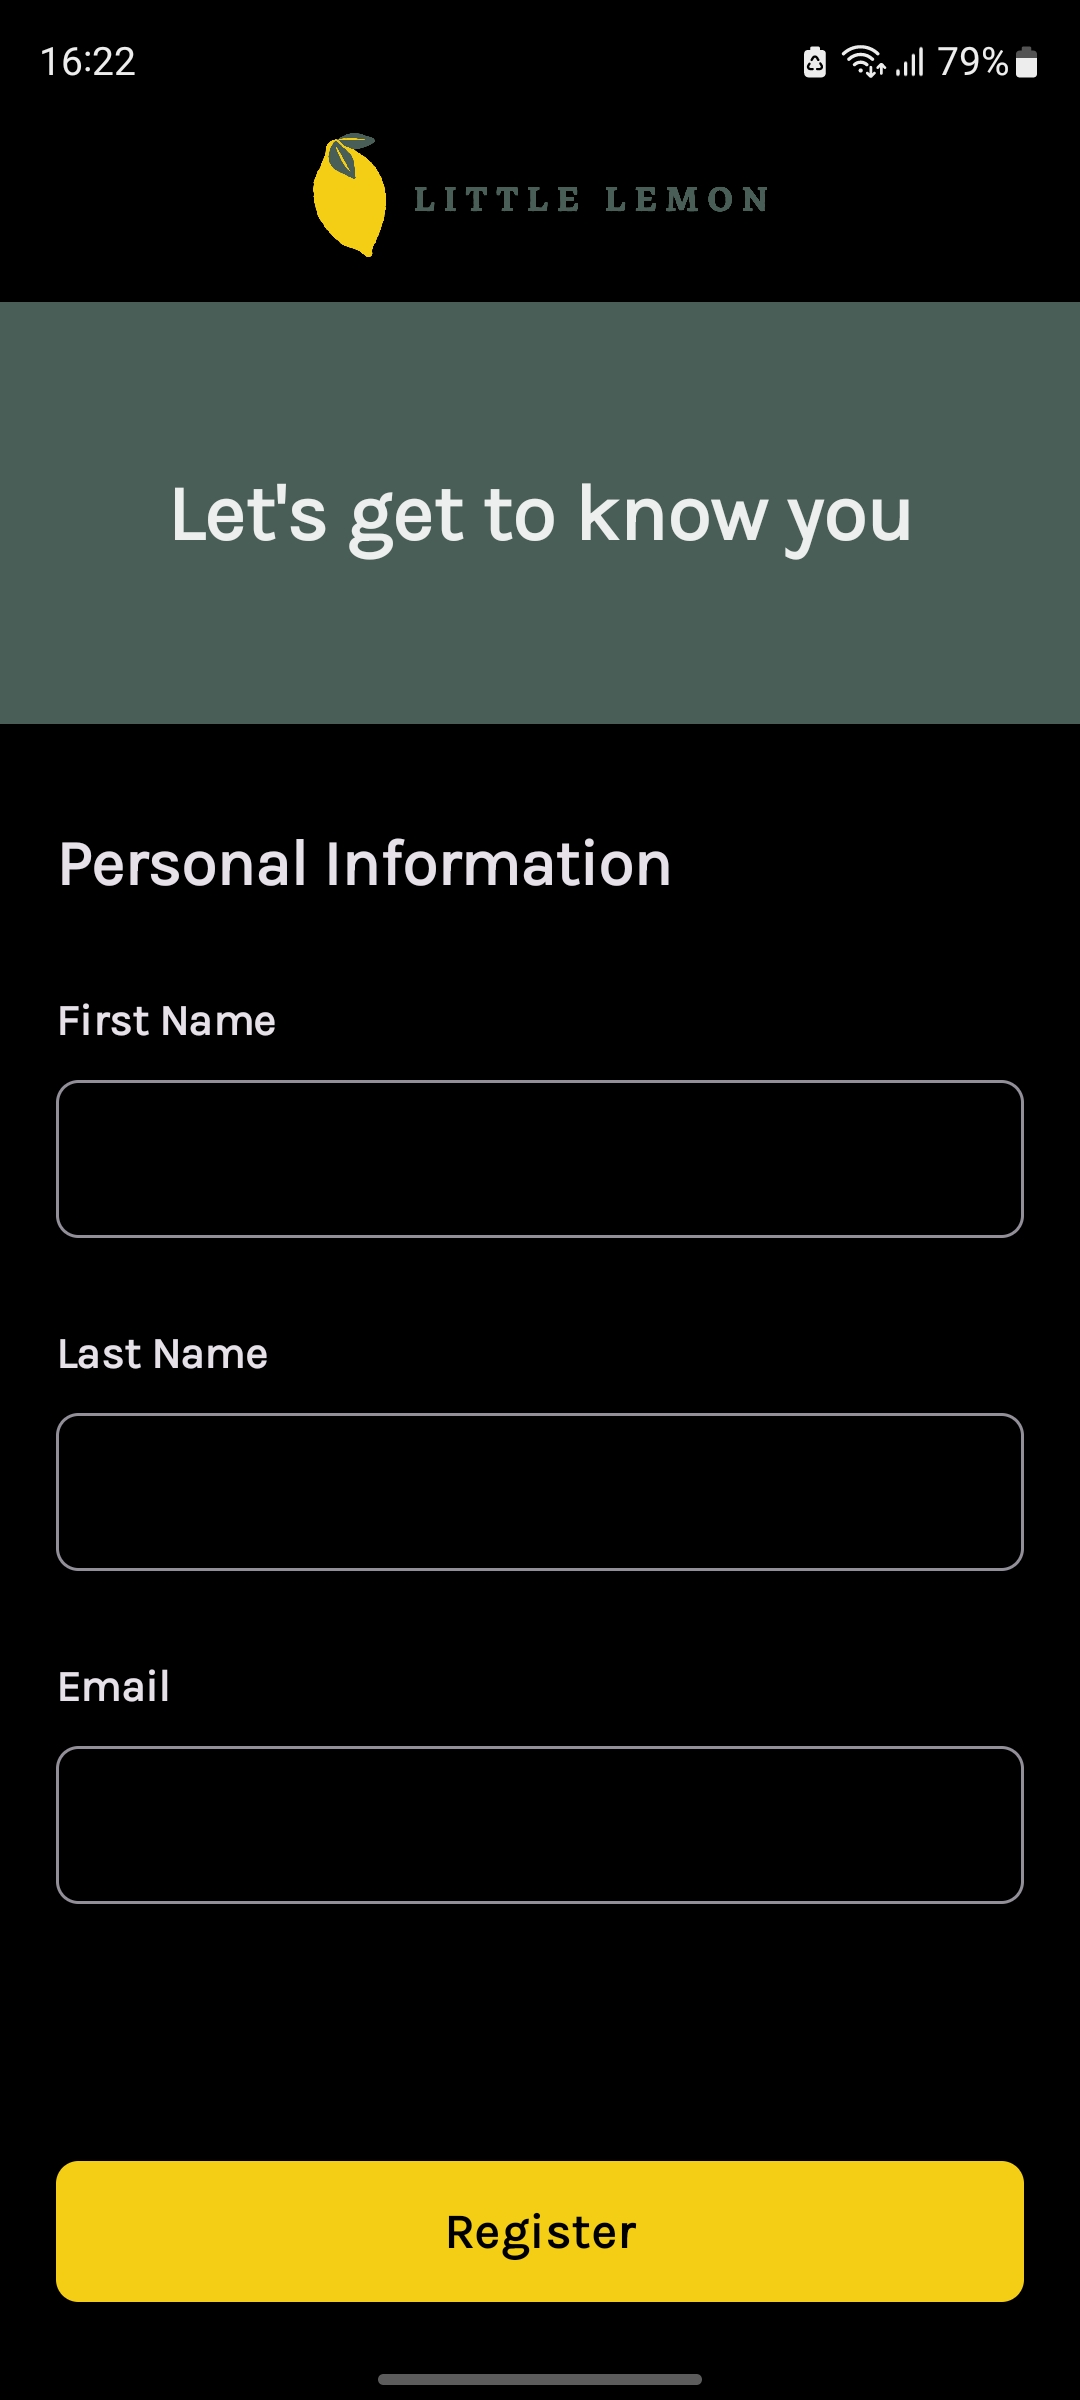 16:22
79%
LITTLE LEMON
Let's get to know you
Personal Information
First Name
Last Name
Email
Register